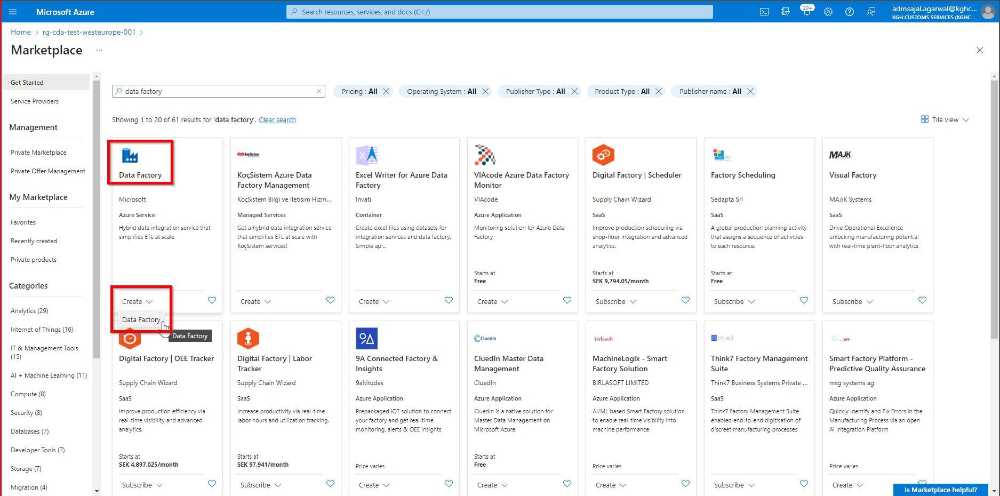 Microsoft Azure
Search resources, services, and docs (G+/)
20+
admsajal.agarwal@kghc...
KGH CUSTOMS SERVICES (KGHC....
Home > rg-cda-test-westeurope-001 >
Marketplace ...
Get Started
Service Providers
Management
Private Marketplace
Private Offer Management
My Marketplace
Favorites
Recently created
Private products
Categories
Analytics (29)
Internet of Things (16)
IT & Management Tools
(15)
AI + Machine Learning (11)
Compute (8)
Security (8)
Databases (7)
Developer Tools (7)
Storage (7)
Migration (4)
data factory
Pricing : All
Operating System : All
Publisher Type : All
Product Type : All
Publisher name : All
Showing 1 to 20 of 61 results for 'data factory'. Clear search
Tile view
Data Factory
Microsoft
Azure Service
Hybrid data integration service that
simplifies ETL at scale
Create
Data Factory
Data Factory
KoçSistem
KoçSistem Azure Data
Factory Management
KoçSistem Bilgi ve Iletisim Hizm...
Managed Services
Get a hybrid data integration service
that simplifies ETL at scale with
KoçSistem services!
Create
X
Excel Writer for Azure Data
Factory
Invati
Container
Create excel files using datasets for
integration services and data factory.
Simple api...
Create
VIAcode Azure Data Factory
Monitor
VIAcode
Azure Application
Monitoring solution for Azure Data
Factory
Starts at
Free
Create
Digital Factory | Scheduler
Supply Chain Wizard
SaaS
Improve production scheduling via
shop-floor integration and advanced
analytics.
Starts at
SEK 9,794.05/month
Subscribe
sedapta
Factory Scheduling
Sedapta Srl
SaaS
A global production planning activity
that assigns a sequence of activities
to each resource.
Starts at
Free
Subscribe
MAJK
Visual Factory
MAJiK Systems
SaaS
Drive Operational Excellence
unlocking manufacturing potential
with real-time plant-floor analytics
Subscribe
Digital Factory | OEE Tracker
Supply Chain Wizard
SaaS
Improve production efficiency via
real-time visibility and advanced
analytics.
Starts at
SEK 4,897.025/month
Subscribe
Digital Factory | Labor
Tracker
Supply Chain Wizard
SaaS
Increase productivity via real-time
labor hours and utilization tracking.
Starts at
SEK 97.941/month
Subscribe
9A
9A Connected Factory &
Insights
9altitudes
Azure Application
Prepackaged IOT solution to connect
your factory and get real-time
monitoring, alerts & OEE insights
Price varies
Create
CluedIn
CluedIn Master Data
Management
CluedIn
Azure Application
CluedIn is a native solution for
Master Data Management on
Microsoft Azure.
Starts at
Free
Create
birlasoft
MachineLogix - Smart
Factory Solution
BIRLASOFT LIMITED
Azure Application
AI/ML based Smart Factory solution
to enable real-time visibility into
machine performance
Price varies
Create
think7
Think7 Factory Management
Suite
Think7 Business Systems Private ...
SaaS
Think7 Factory Management Suite
enabled end-to-end digitisation of
discreet manufacturing processes
Subscribe
msgSFP
Smart Factory Platform -
Predictive Quality Assurance
msg systems ag
Azure Application
Quickly Identify and Fix Errors in the
Manufacturing Process via an open
AI Integration Platform
Price varies
Create
Is Marketplace helpful?